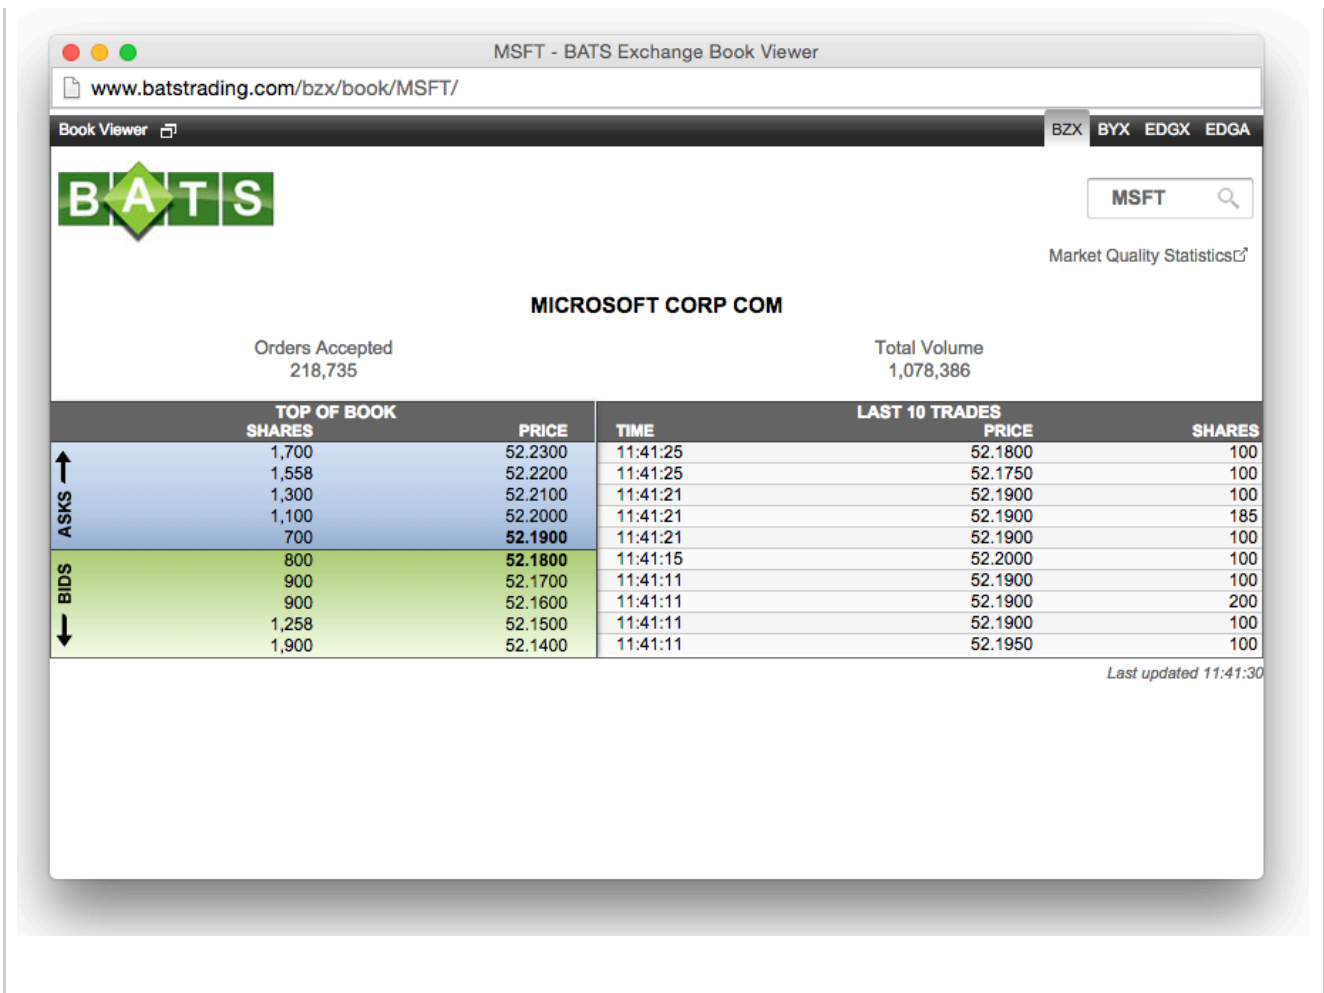 MSFT - BATS Exchange Book Viewer
www.batstrading.com/bzx/book/MSFT/
Book Viewer BZX BYX EDGX EDGA
BATS
MSFT
Market Quality Statistics
MICROSOFT CORP COM
Orders Accepted Total Volume
218,735 1,078,386
TOP OF BOOK LAST 10 TRADES
SHARES PRICE TIME PRICE SHARES
ASKS
1,700 52.2300 11:41:25 52.1800 100
1,558 52.2200 11:41:25 52.1750 100
1,300 52.2100 11:41:21 52.1900 100
1,100 52.2000 11:41:21 52.1900 185
700 52.1900 11:41:21 52.1900 100
BIDS
800 52.1800 11:41:15 52.2000 100
900 52.1700 11:41:11 52.1900 100
900 52.1600 11:41:11 52.1900 200
1,258 52.1500 11:41:11 52.1900 100
1,900 52.1400 11:41:11 52.1950 100
Last updated 11:41:30